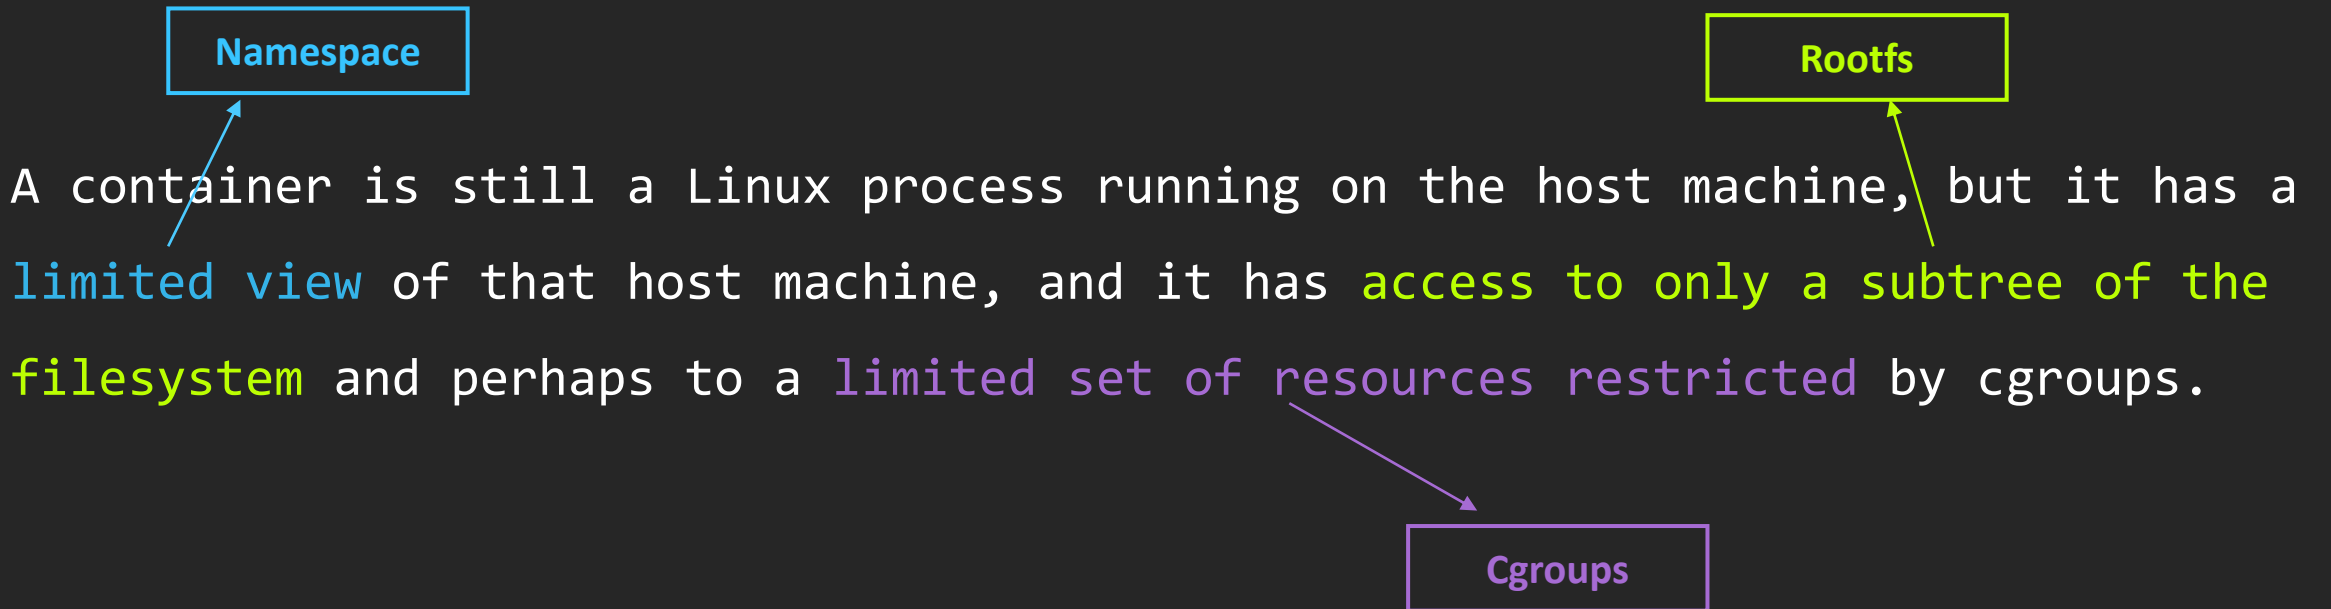 Namespace
Rootfs
A container is still a Linux process running on the host machine, but it has a
limited view of that host machine, and it has access to only a subtree of the
filesystem and perhaps to a limited set of resources restricted by cgroups.
Cgroups